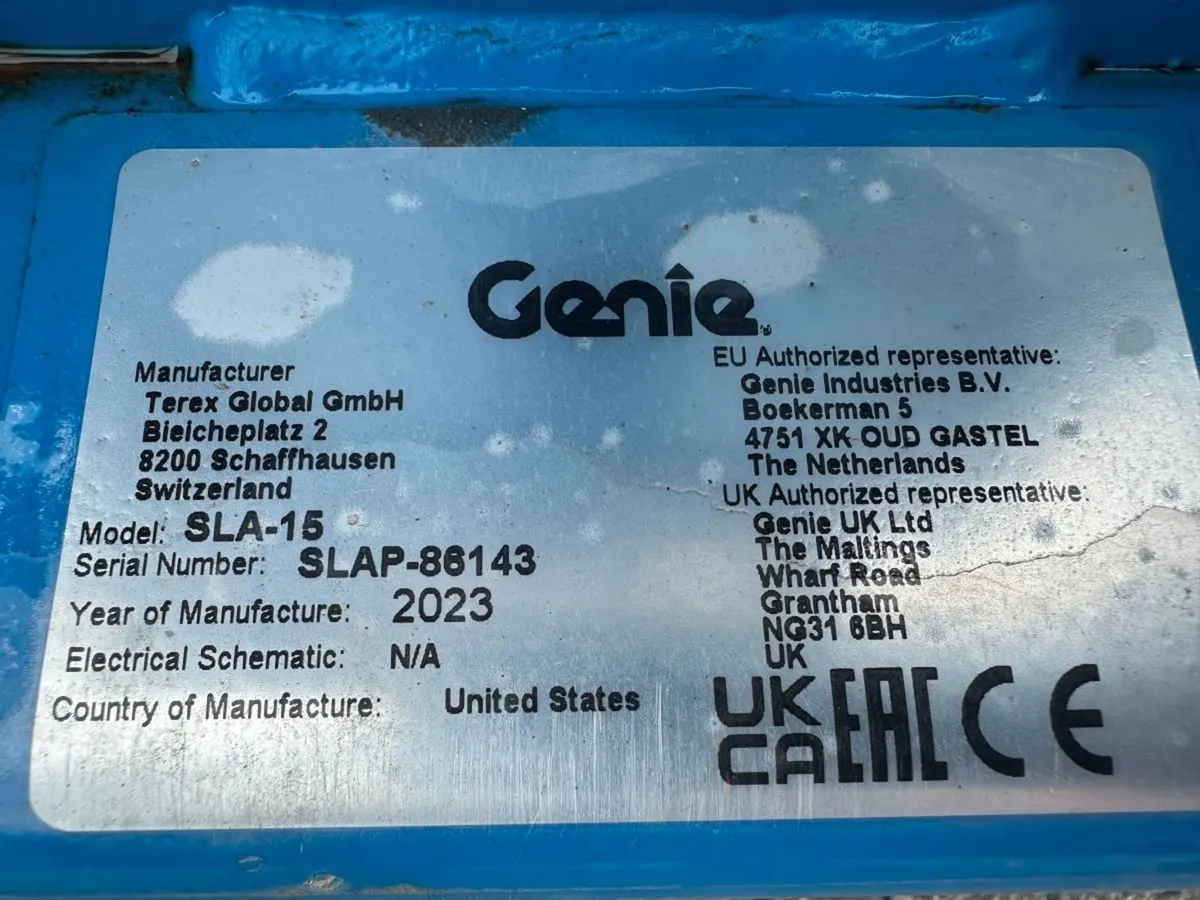 Genie
Manufacturer
Terex Global GmbH
Bleicheplatz 2
8200 Schaffhausen
Switzerland
Model: SLA-15
Serial Number: SLAP-86143
Year of Manufacture: 2023
Electrical Schematic: N/A
Country of Manufacture: United States
EU Authorized representative:
Genie Industries B.V.
Boekerman 5
4751 XK OUD GASTEL
The Netherlands
UK Authorized representative:
Genie UK Ltd
The Maltings
Wharf Road
Grantham
NG31 6BH
UK
UK
CA EAC CE